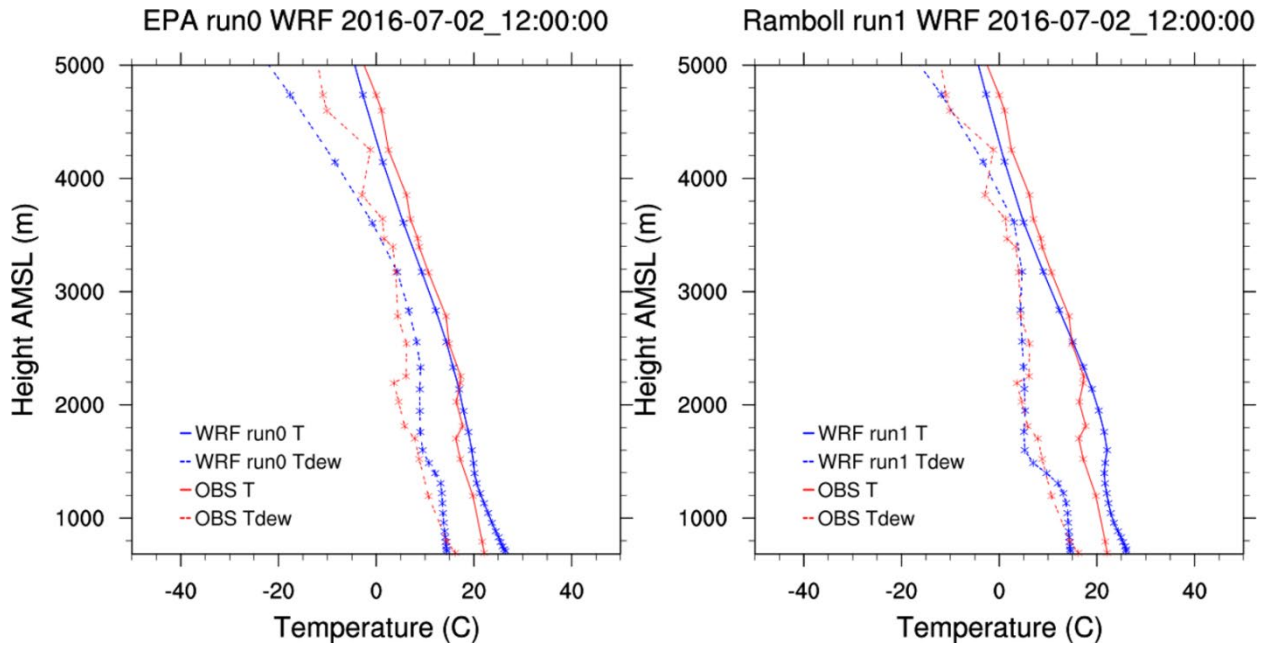 EPA run0 WRF 2016-07-02_12:00:00
5000
4000
3000
2000
1000
Height AMSL (m)
WRF run0 T
WRF run0 Tdew
OBS T
OBS Tdew
-40
-20
0
20
40
Temperature (C)
Ramboll run1 WRF 2016-07-02_12:00:00
5000
4000
3000
2000
1000
Height AMSL (m)
WRF run1 T
WRF run1 Tdew
OBS T
OBS Tdew
-40
-20
0
20
40
Temperature (C)